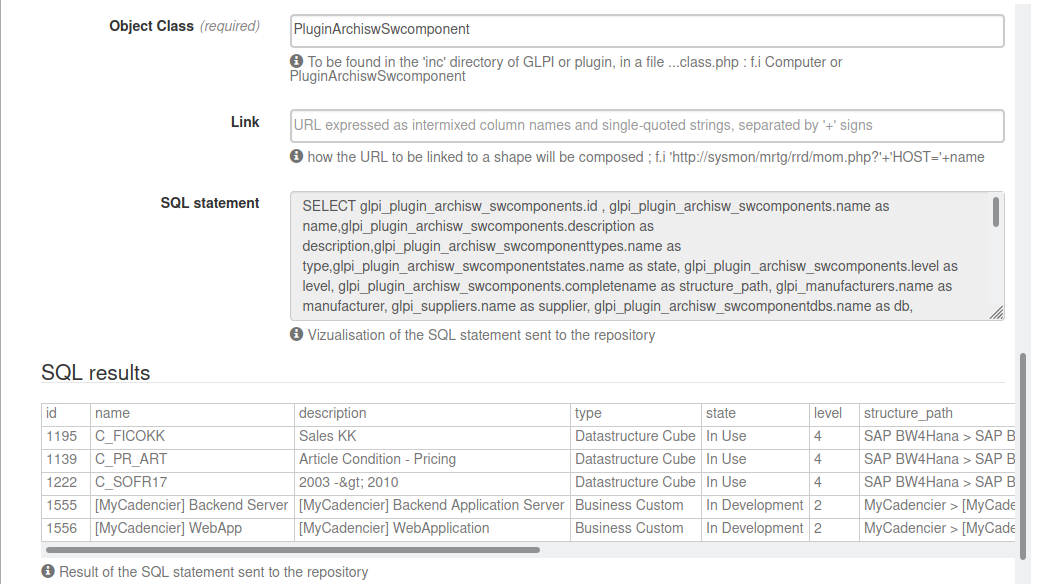 Object Class (required)
PluginArchiswSwcomponent
To be found in the 'inc' directory of GLPI or plugin, in a file ...class.php : f.i Computer or
PluginArchiswSwcomponent
Link
URL expressed as intermixed column names and single-quoted strings, separated by '+' signs
how the URL to be linked to a shape will be composed ; f.i 'http://sysmon/mrtg/rrd/mom.php?'+'HOST='+name
SQL statement
SELECT glpi_plugin_archisw_swcomponents.id , glpi_plugin_archisw_swcomponents.name as
name,glpi_plugin_archisw_swcomponents.description as
description,glpi_plugin_archisw_swcomponenttypes.name as
type,glpi_plugin_archisw_swcomponentstates.name as state, glpi_plugin_archisw_swcomponents.level as
level, glpi_plugin_archisw_swcomponents.completename as structure_path, glpi_manufacturers.name as
manufacturer, glpi_suppliers.name as supplier, glpi_plugin_archisw_swcomponentdbs.name as db,
Vizualisation of the SQL statement sent to the repository
SQL results
id name description type state level structure_path
1195 C_FICOKK Sales KK Datastructure Cube In Use 4 SAP BW4Hana > SAP B
1139 C_PR_ART Article Condition - Pricing Datastructure Cube In Use 4 SAP BW4Hana > SAP B
1222 C_SOFR17 2003 -&gt; 2010 Datastructure Cube In Use 4 SAP BW4Hana > SAP B
1555 [MyCadencier] Backend Server [MyCadencier] Backend Application Server Business Custom In Development 2 MyCadencier > [MyCade
1556 [MyCadencier] WebApp [MyCadencier] WebApplication Business Custom In Development 2 MyCadencier > [MyCade
Result of the SQL statement sent to the repository